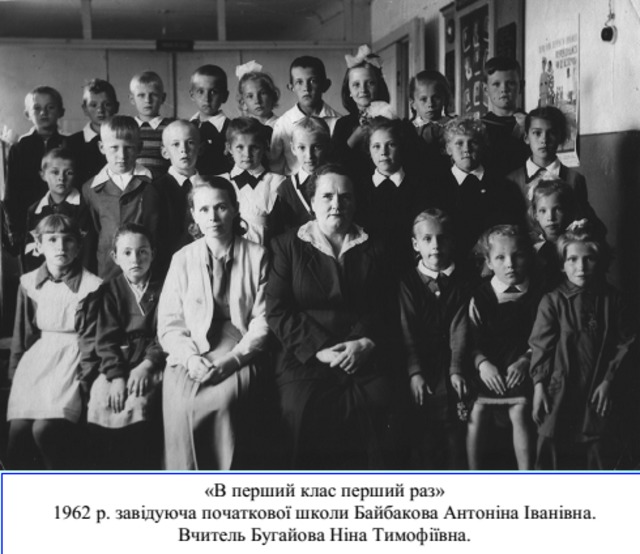 «В перший клас перший раз»
1962 р. завідуюча початкової школи Байбакова Антоніна Іванівна.
Вчитель Бугайова Ніна Тимофіївна.